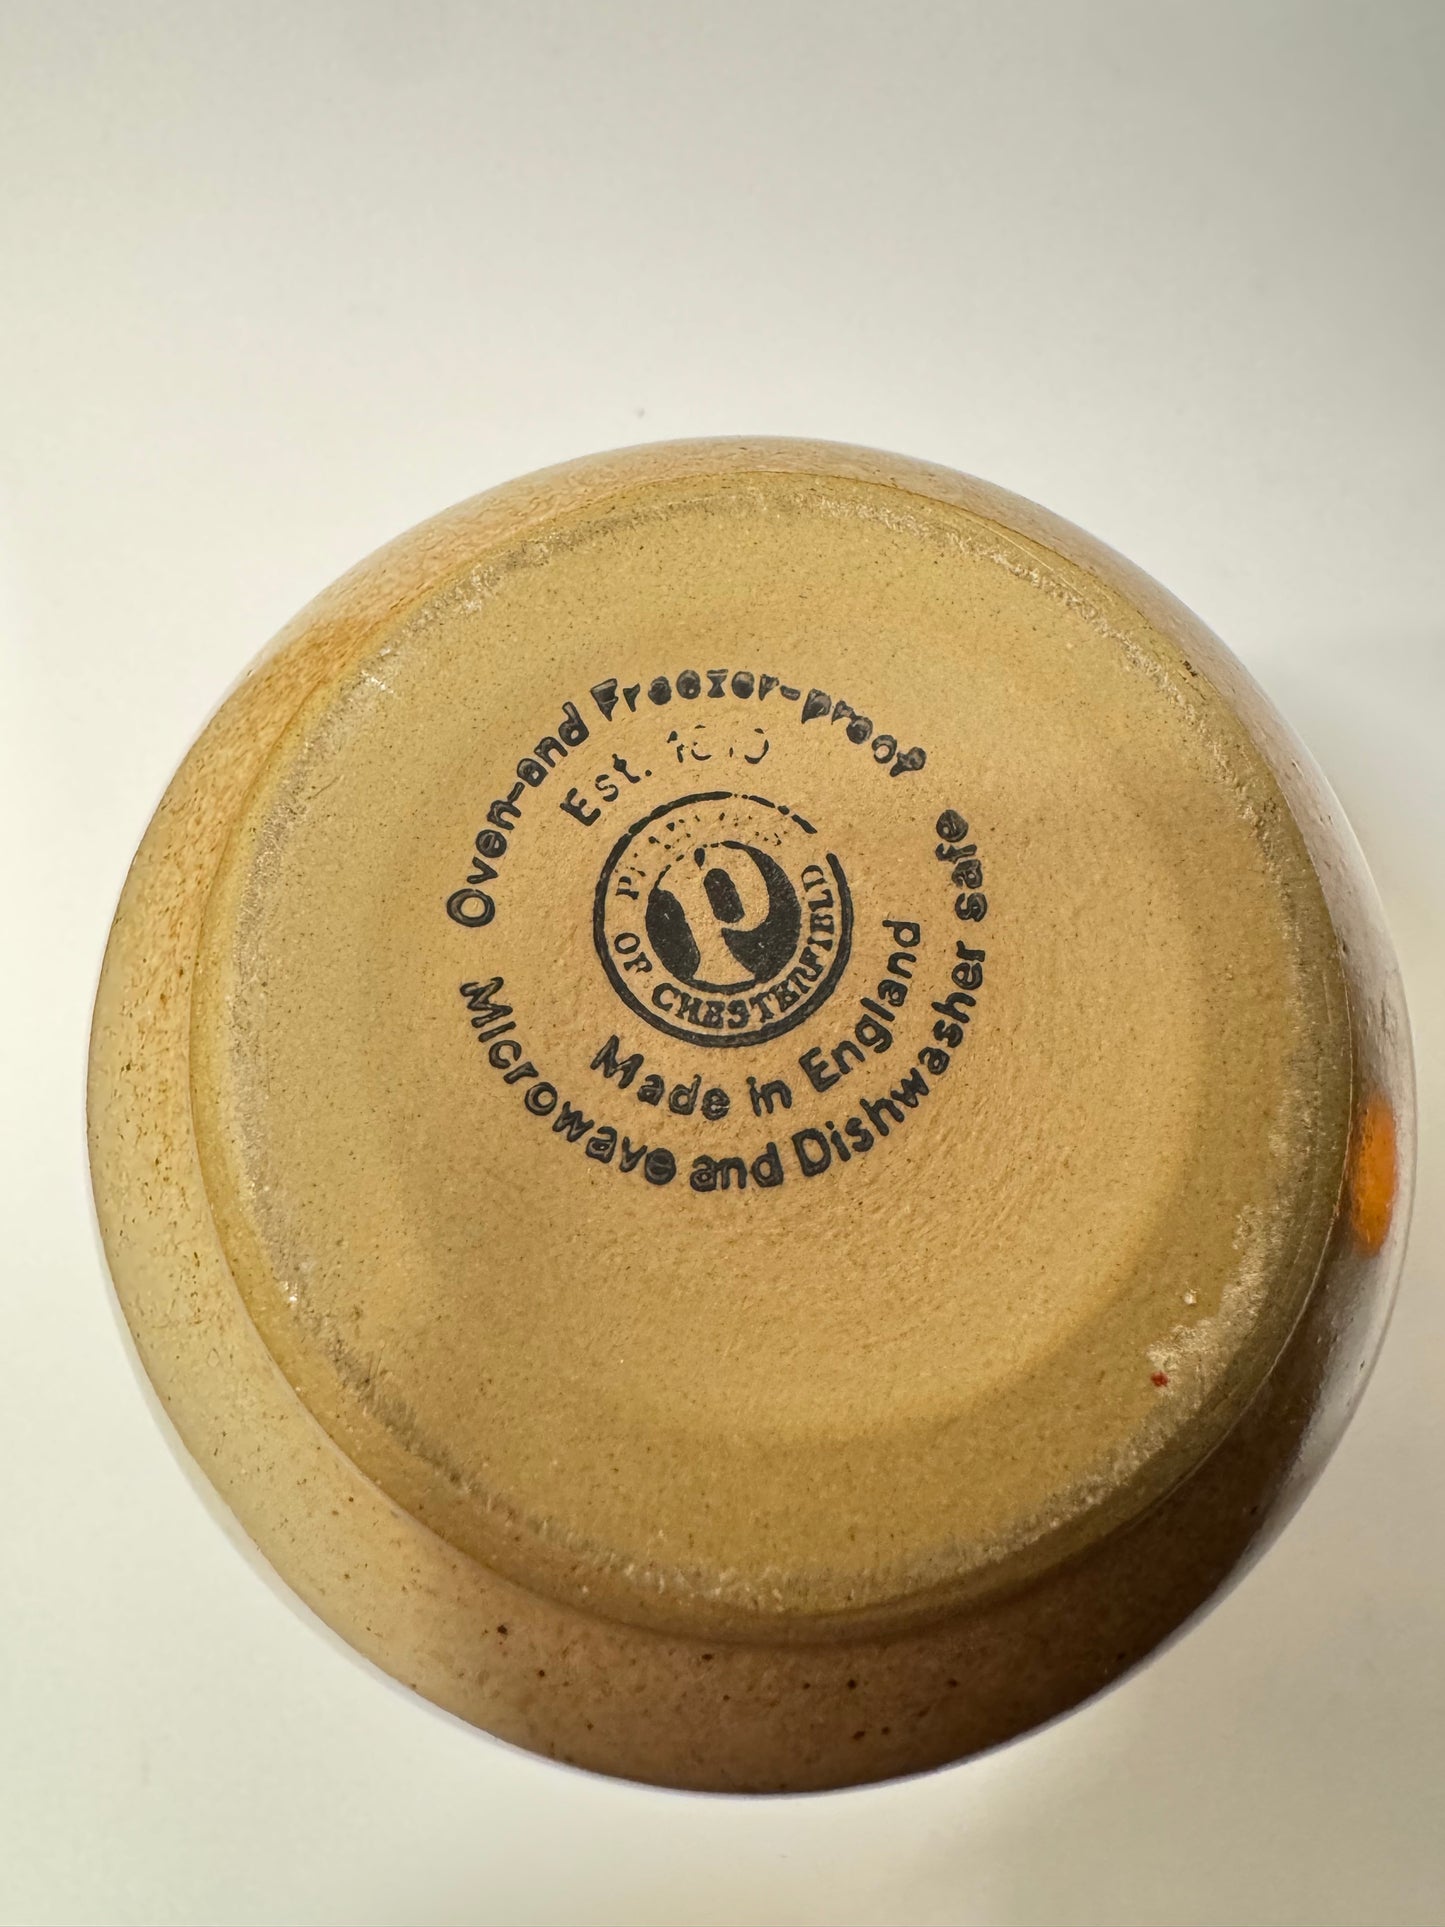 Oven-and Freezer-proof
Est.
OF CHESTERFIELD
P
Made in England
Microwave and Dishwasher safe